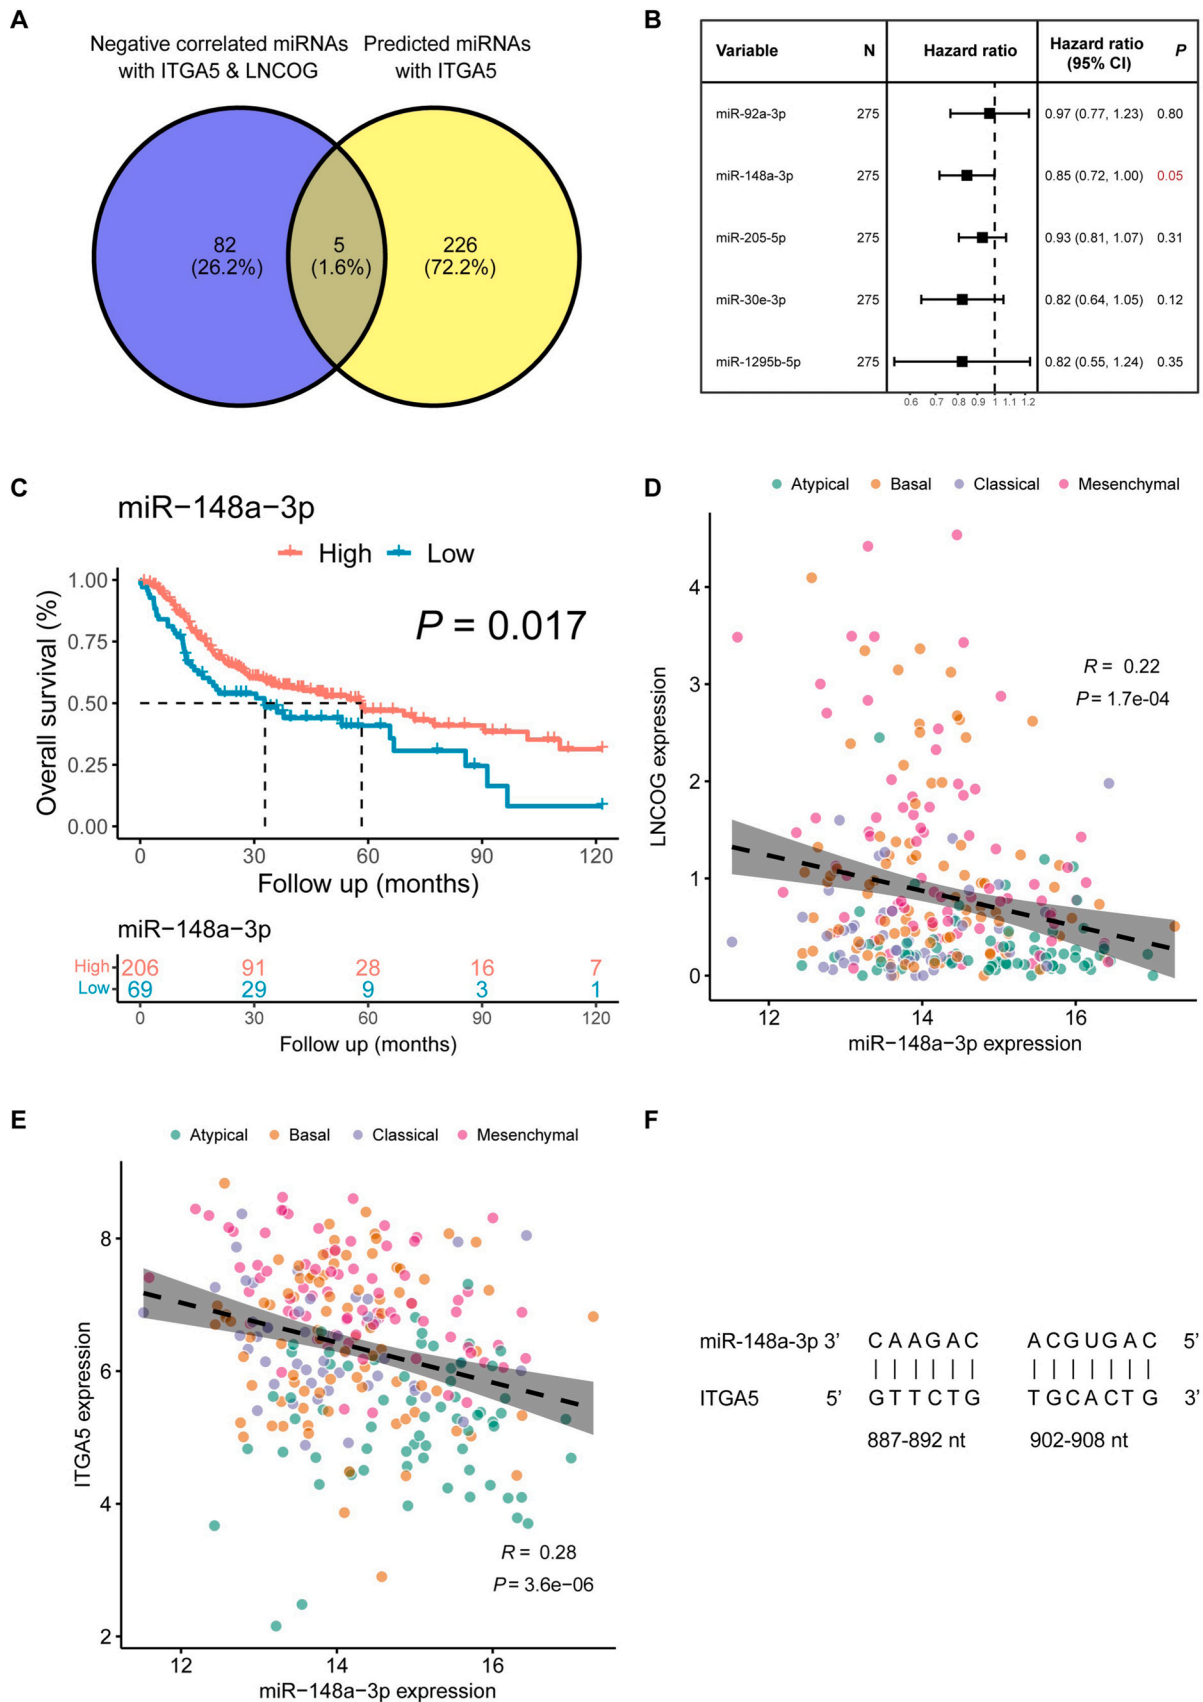 A
Negative correlated miRNAs
with ITGA5 & LNCOG
Predicted miRNAs
with ITGA5
82
(26.2%)
5
(1.6%)
226
(72.2%)
B
Variable N Hazard ratio Hazard ratio (95% CI) P
miR-92a-3p 275 0.97 (0.77, 1.23) 0.80
miR-148a-3p 275 0.85 (0.72, 1.00) 0.05
miR-205-5p 275 0.93 (0.81, 1.07) 0.31
miR-30e-3p 275 0.82 (0.64, 1.05) 0.12
miR-1295b-5p 275 0.82 (0.55, 1.24) 0.35
0.6 0.7 0.8 0.9 1 1.1 1.2
C
miR−148a−3p
High Low
P = 0.017
Overall survival (%)
1.00
0.75
0.50
0.25
0.00
0 30 60 90 120
Follow up (months)
miR−148a−3p
High 206 91 28 16 7
Low 69 29 9 3 1
0 30 60 90 120
Follow up (months)
D
Atypical Basal Classical Mesenchymal
R = 0.22
P = 1.7e-04
LNCOG expression
4
3
2
1
0
12 14 16
miR−148a−3p expression
E
Atypical Basal Classical Mesenchymal
ITGA5 expression
8
6
4
2
R = 0.28
P = 3.6e−06
12 14 16
miR−148a−3p expression
F
miR-148a-3p 3’ C A A G A C A C G U G A C 5’
ITGA5 5’ G T T C T G T G C A C T G 3’
887-892 nt 902-908 nt